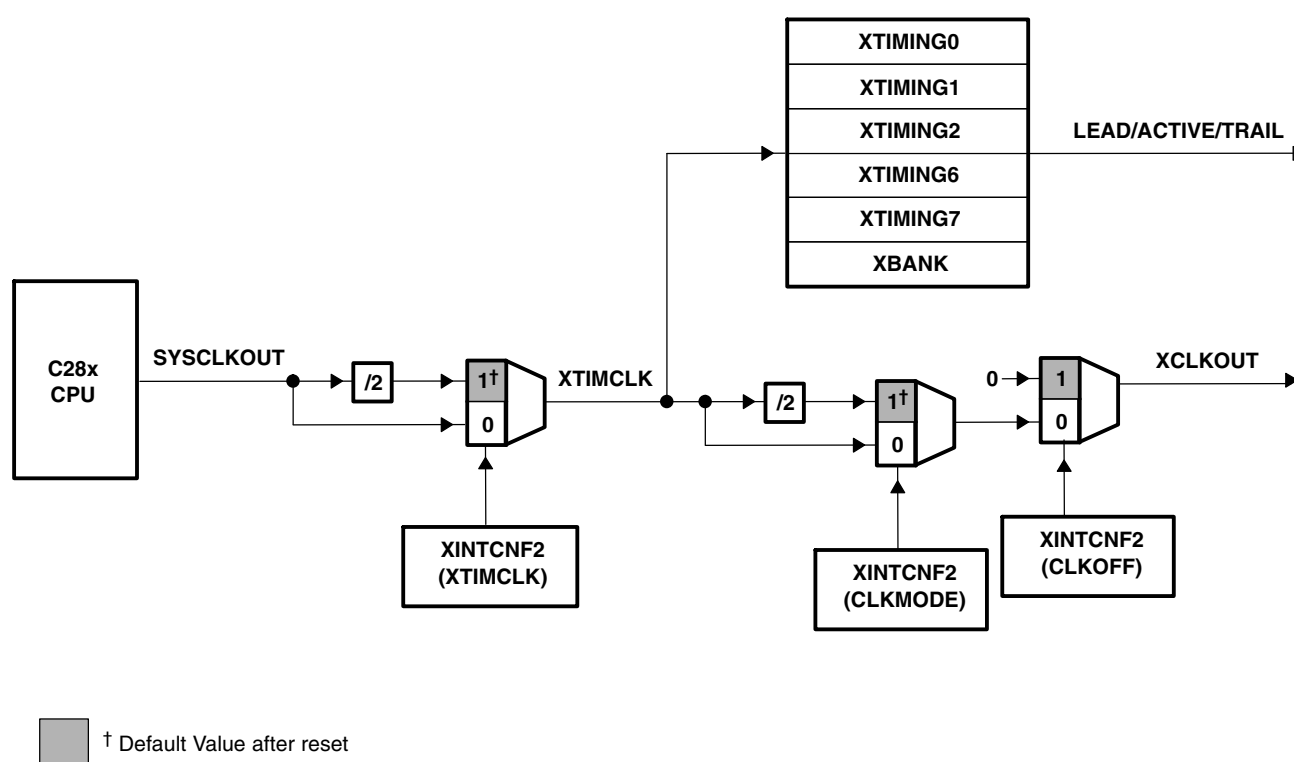 XTIMING0
XTIMING1
XTIMING2
LEAD/ACTIVE/TRAIL
XTIMING6
XTIMING7
XBANK
C28x
CPU
SYSCLKOUT
/2
1†
0
XTIMCLK
/2
1†
0
0
1
0
XCLKOUT
XINTCNF2
(XTIMCLK)
XINTCNF2
(CLKMODE)
XINTCNF2
(CLKOFF)
† Default Value after reset